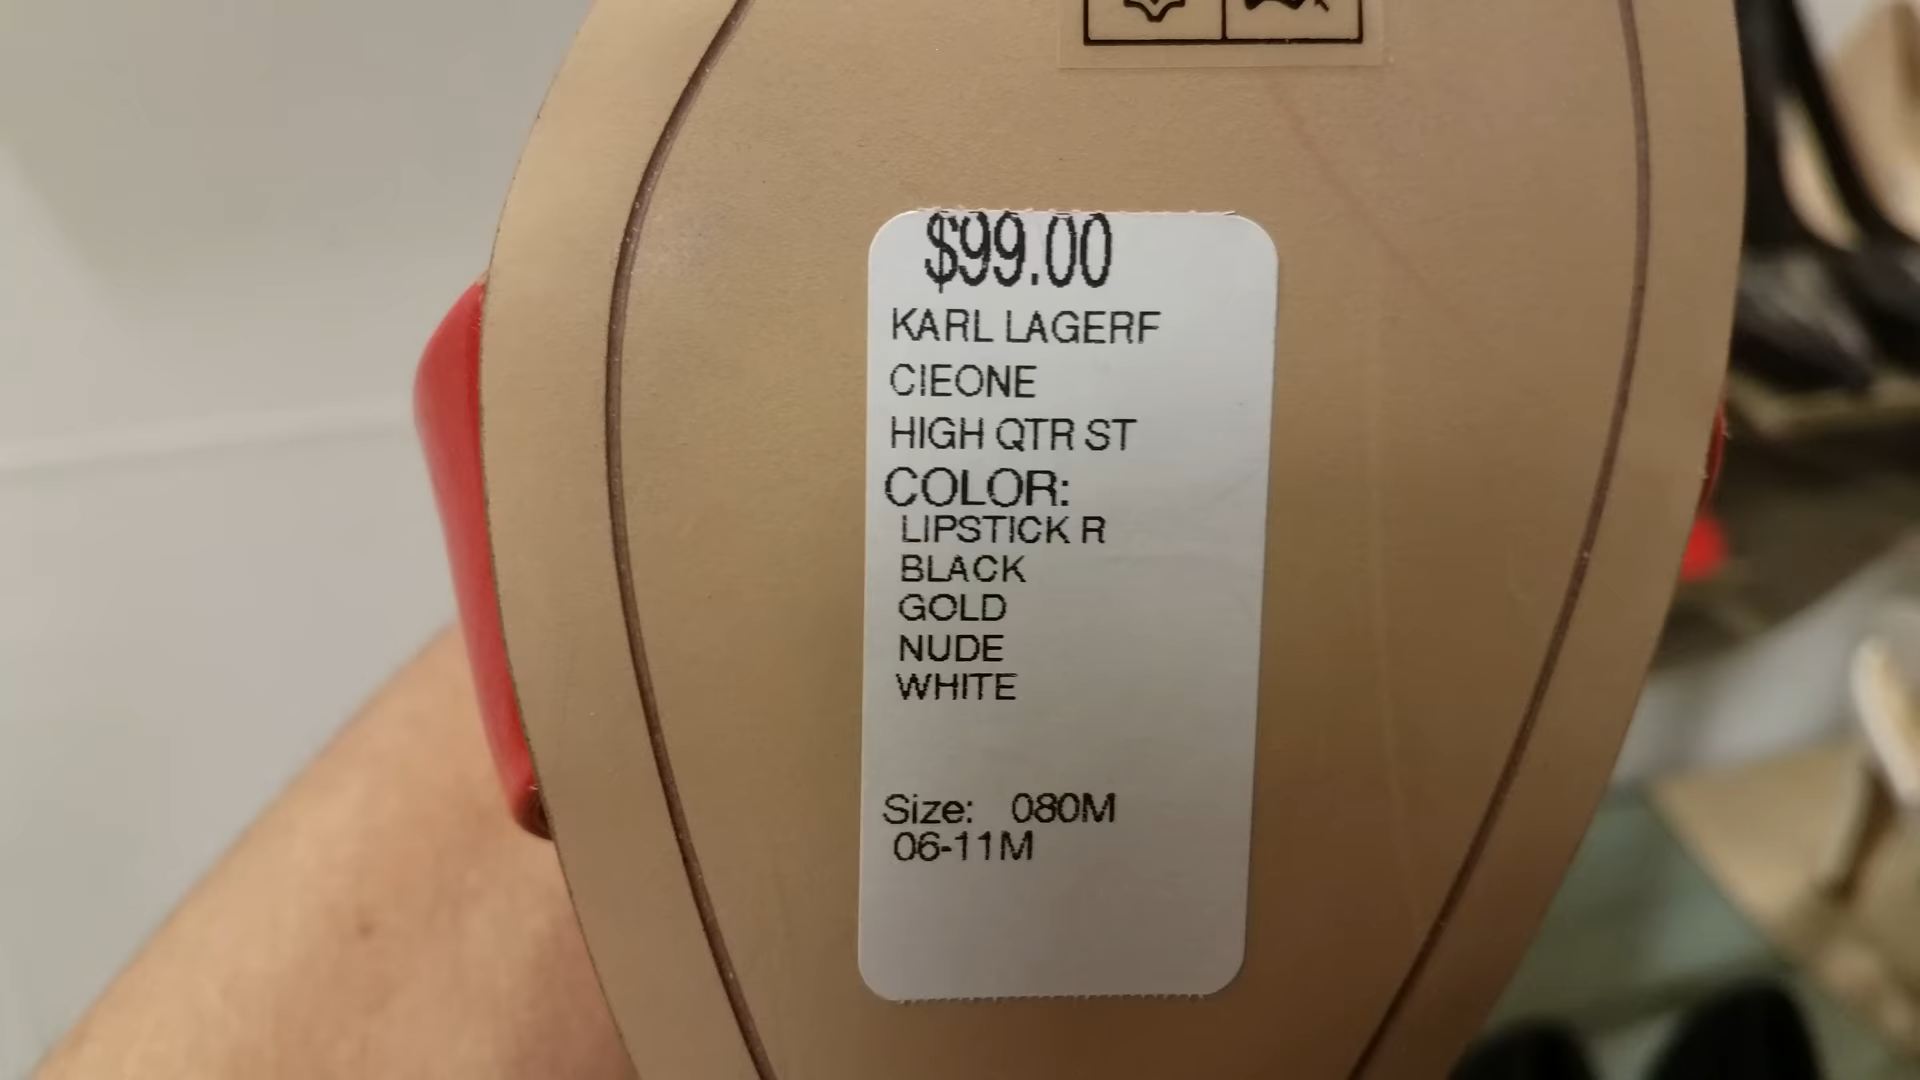 $99.00
KARL LAGERF
CIEONE
HIGH QTR ST
COLOR:
LIPSTICK R
BLACK
GOLD
NUDE
WHITE
Size: 080M
06-11M